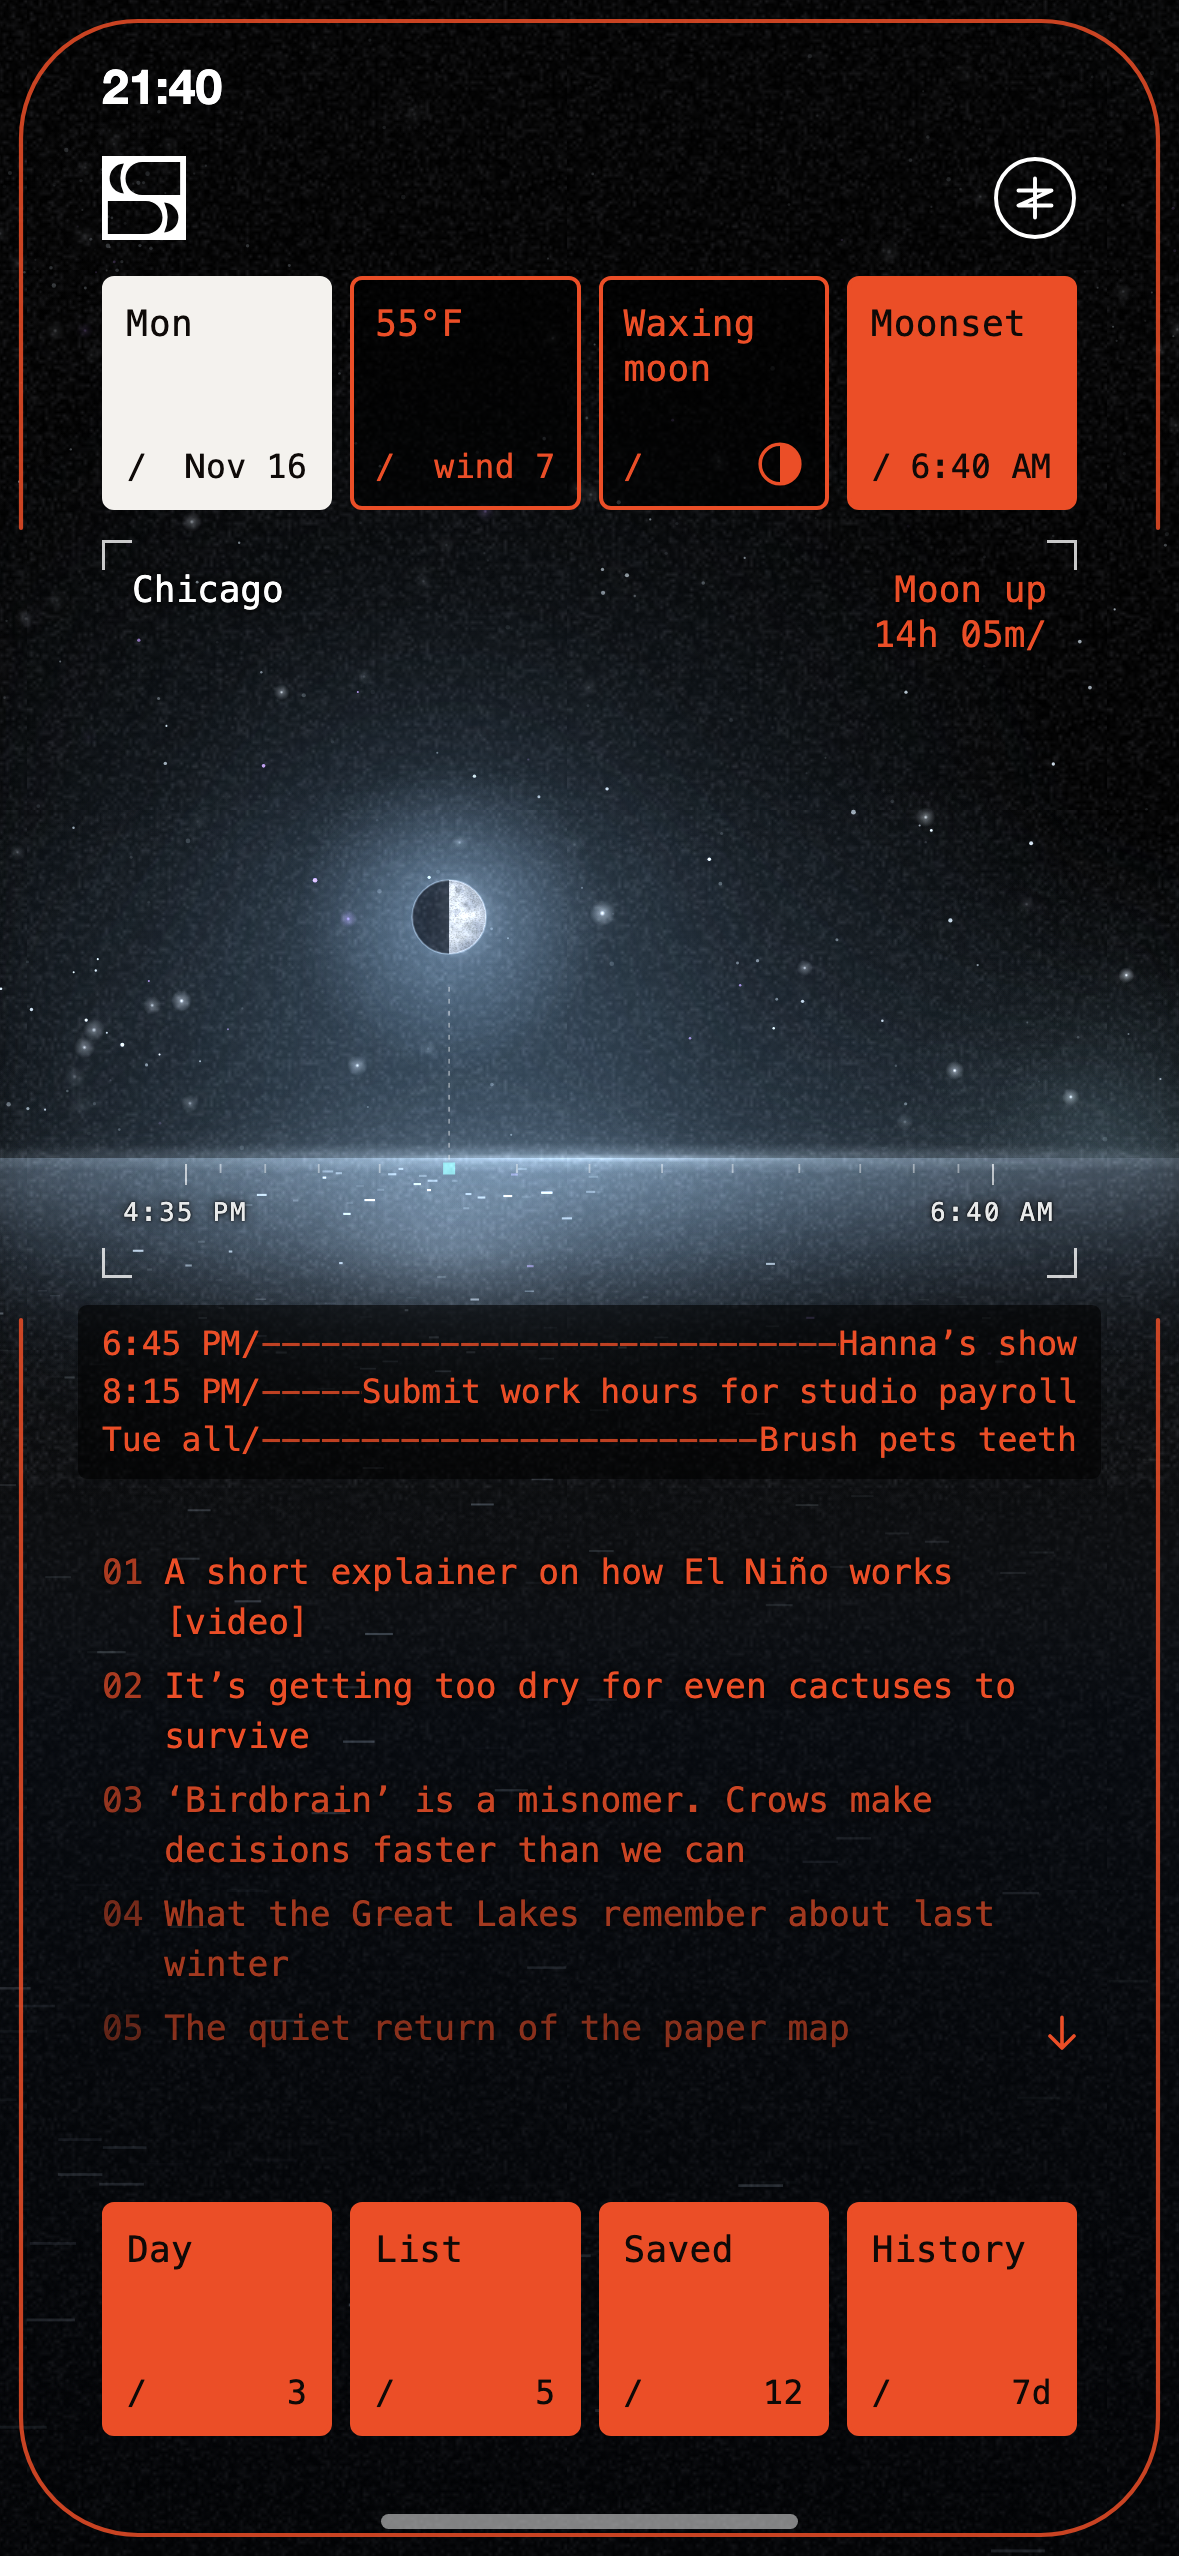 21:40
Mon
/ Nov 16
55°F
/ wind 7
Waxing
moon
/
Moonset
/ 6:40 AM
Chicago
Moon up
14h 05m/
4:35 PM
6:40 AM
6:45 PM/—————————————————————————————Hanna’s show
8:15 PM/—————Submit work hours for studio payroll
Tue all/—————————————————————————Brush pets teeth
01 A short explainer on how El Niño works
[video]
02 It’s getting too dry for even cactuses to
survive
03 ‘Birdbrain’ is a misnomer. Crows make
decisions faster than we can
04 What the Great Lakes remember about last
winter
05 The quiet return of the paper map
↓
Day
/ 3
List
/ 5
Saved
/ 12
History
/ 7d